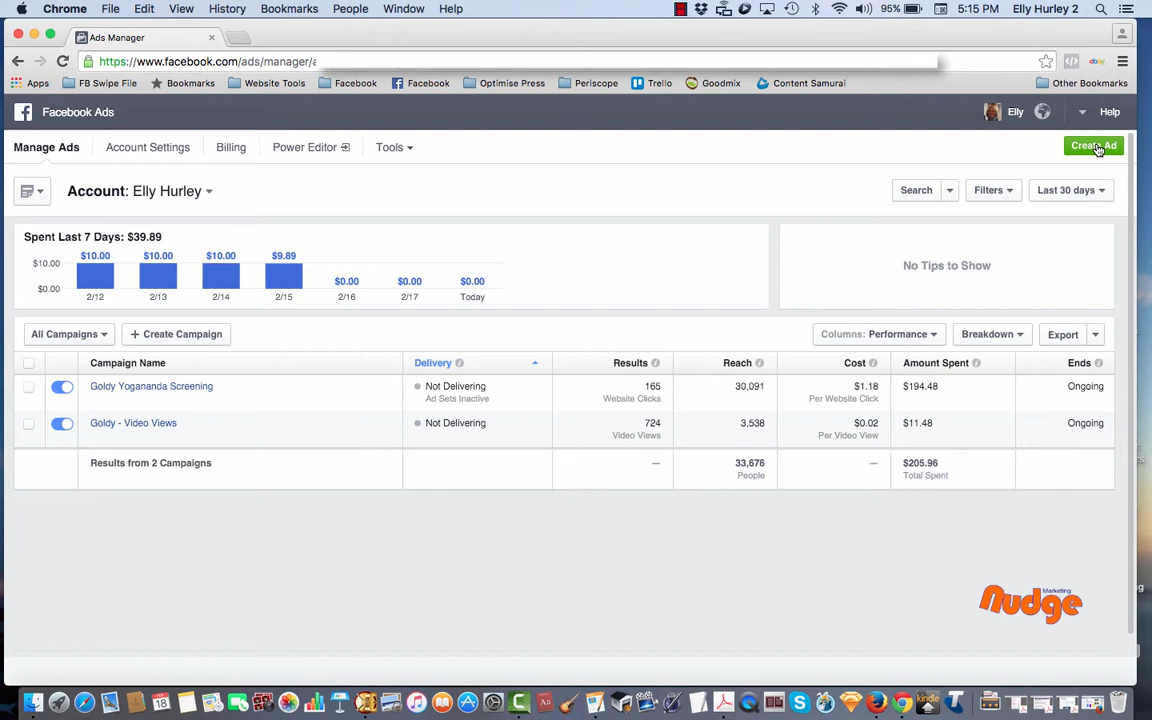 Chrome File Edit View History Bookmarks People Window Help 95% 5:15 PM Elly Hurley 2
Ads Manager
https://www.facebook.com/ads/manager/
Apps FB Swipe File Bookmarks Website Tools Facebook Facebook Optimise Press Periscope Trello Goodmix Content Samurai Other Bookmarks
Facebook Ads Elly Help
Manage Ads Account Settings Billing Power Editor Tools Create Ad
Account: Elly Hurley Search Filters Last 30 days
Spent Last 7 Days: $39.89
$10.00 $10.00 $10.00 $9.89 $0.00 $0.00 $0.00
$10.00
$0.00
2/12 2/13 2/14 2/15 2/16 2/17 Today
No Tips to Show
All Campaigns + Create Campaign Columns: Performance Breakdown Export
Campaign Name Delivery Results Reach Cost Amount Spent Ends
Goldy Yogananda Screening Not Delivering 165 30,091 $1.18 $194.48 Ongoing
Ad Sets Inactive Website Clicks Per Website Click
Goldy - Video Views Not Delivering 724 3,538 $0.02 $11.48 Ongoing
Video Views Per Video View
Results from 2 Campaigns — 33,676 — $205.96
People Total Spent
Marketing
nudge